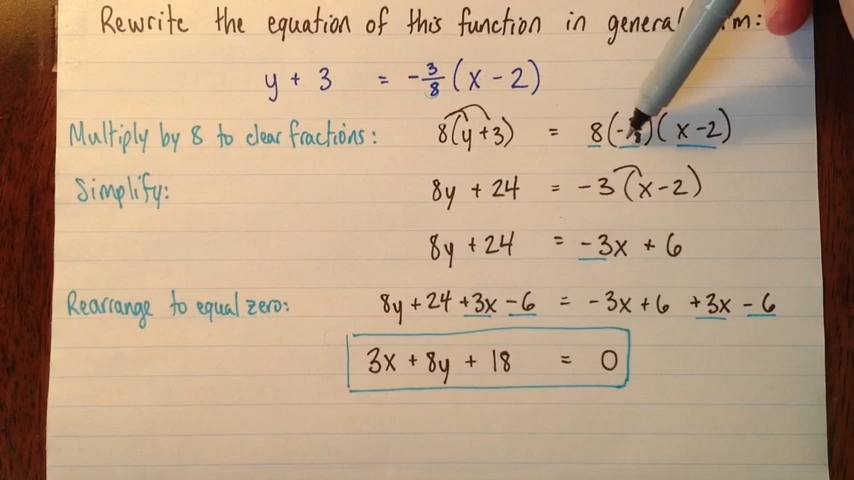 Rewrite the equation of this function in general
y + 3 = -3/8 (x - 2)
Multiply by 8 to clear fractions: 8(y+3) = 8(- )(x-2)
Simplify: 8y + 24 = -3(x-2)
8y + 24 = -3x + 6
Rearrange to equal zero: 8y + 24 +3x - 6 = -3x + 6 +3x - 6
3x + 8y + 18 = 0